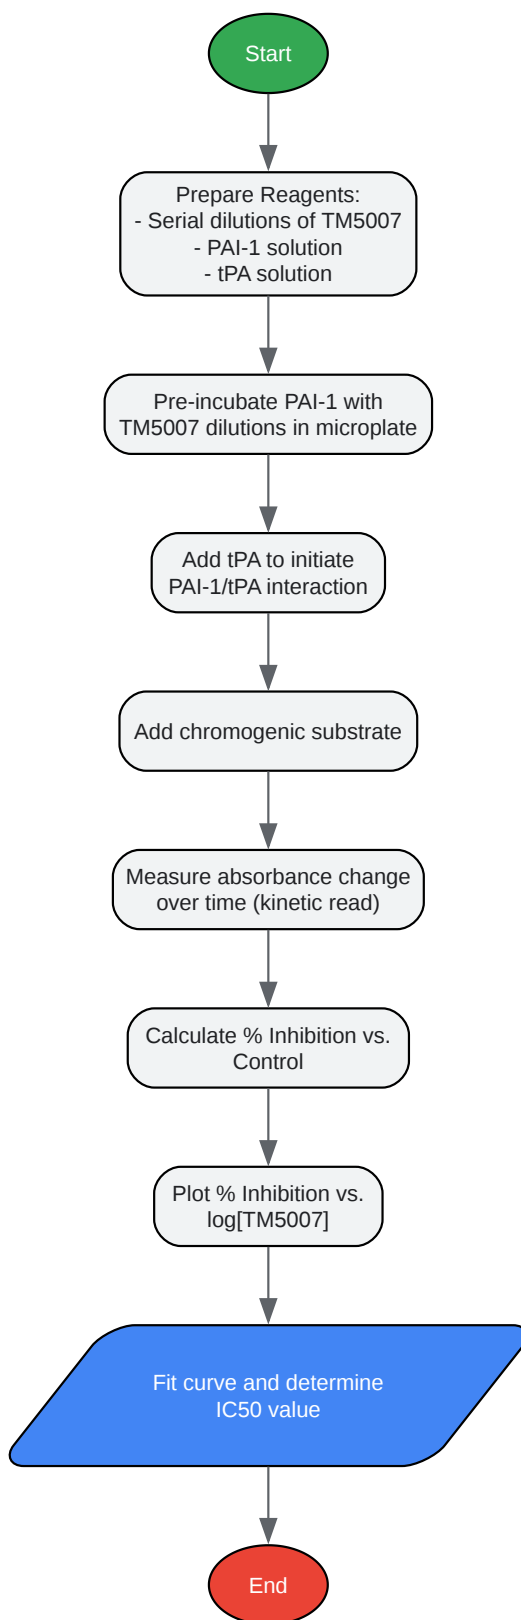 Start
Prepare Reagents:
- Serial dilutions of TM5007
- PAI-1 solution
- tPA solution
Pre-incubate PAI-1 with
TM5007 dilutions in microplate
Add tPA to initiate
PAI-1/tPA interaction
Add chromogenic substrate
Measure absorbance change
over time (kinetic read)
Calculate % Inhibition vs.
Control
Plot % Inhibition vs.
log[TM5007]
Fit curve and determine
IC50 value
End